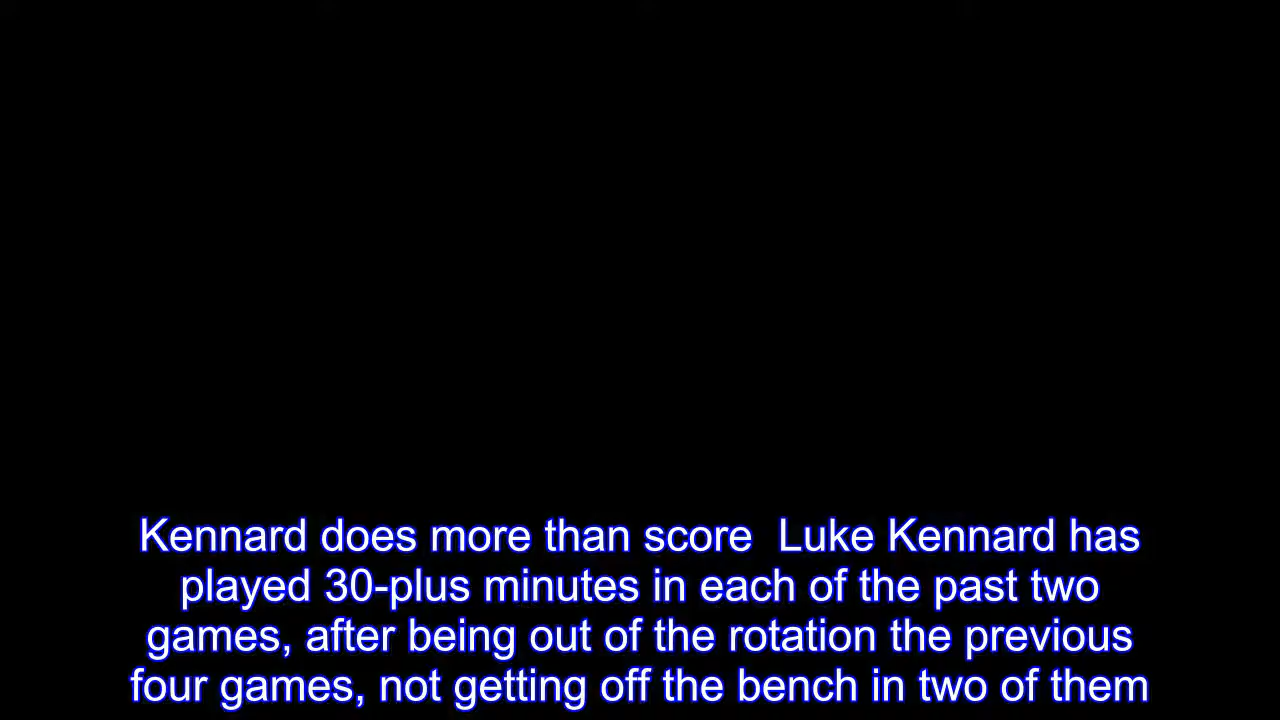 Kennard does more than score  Luke Kennard has
played 30-plus minutes in each of the past two
games, after being out of the rotation the previous
four games, not getting off the bench in two of them